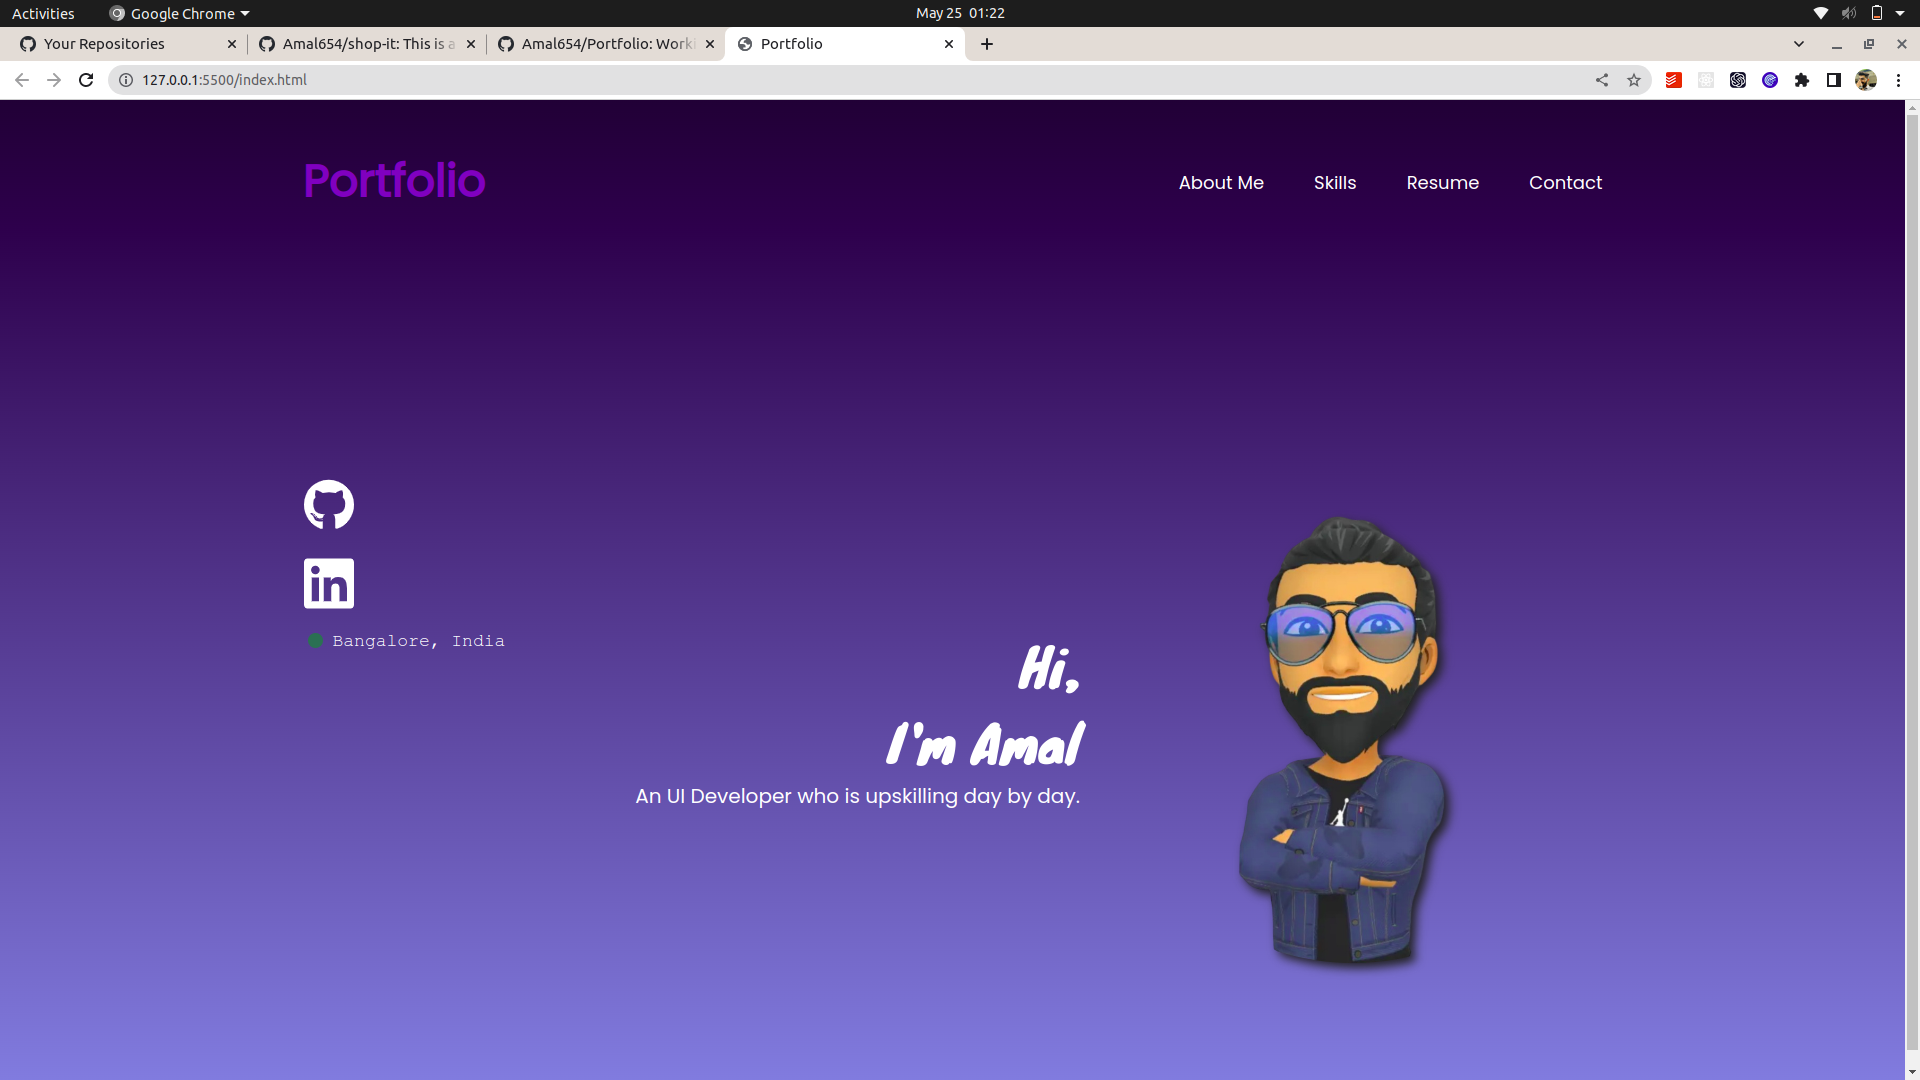 Activities
Google Chrome
May 25 01:22
Your Repositories
Amal654/shop-it: This is a
Amal654/Portfolio: Worki
Portfolio
127.0.0.1:5500/index.html
Portfolio
About Me
Skills
Resume
Contact
in
Bangalore, India
Hi,
I'm Amal
An UI Developer who is upskilling day by day.